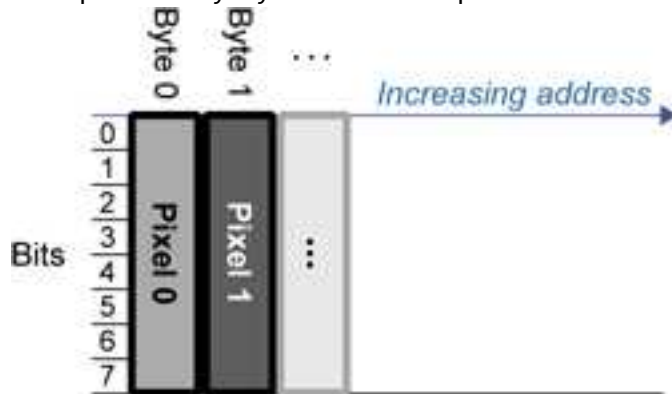 Byte 0
Byte 1
...
Increasing address
0
1
2
3
4
5
6
7
Bits
Pixel 0
Pixel 1
...